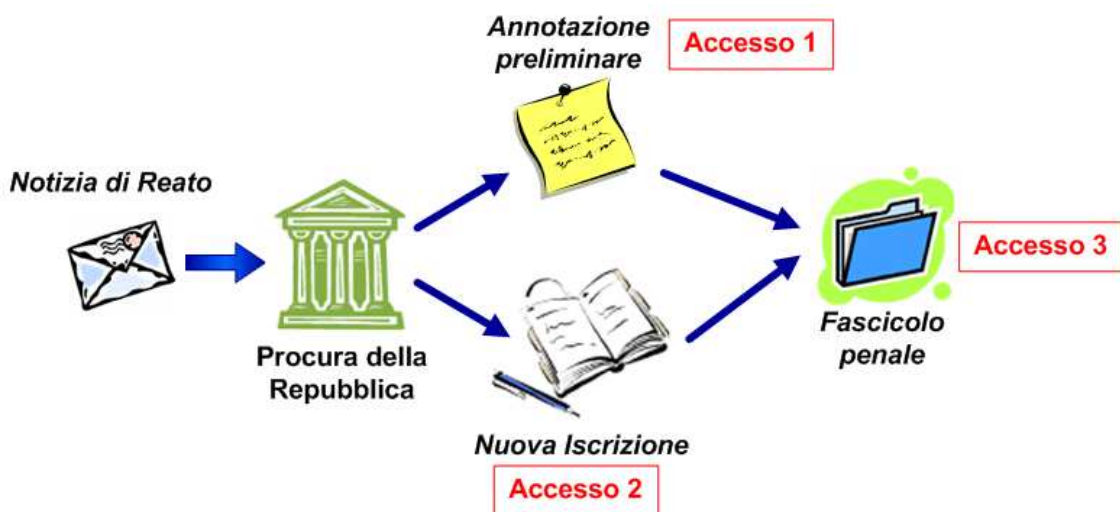 Annotazione
preliminare
Accesso 1
Notizia di Reato
Procura della
Repubblica
Accesso 3
Fascicolo
penale
Nuova Iscrizione
Accesso 2